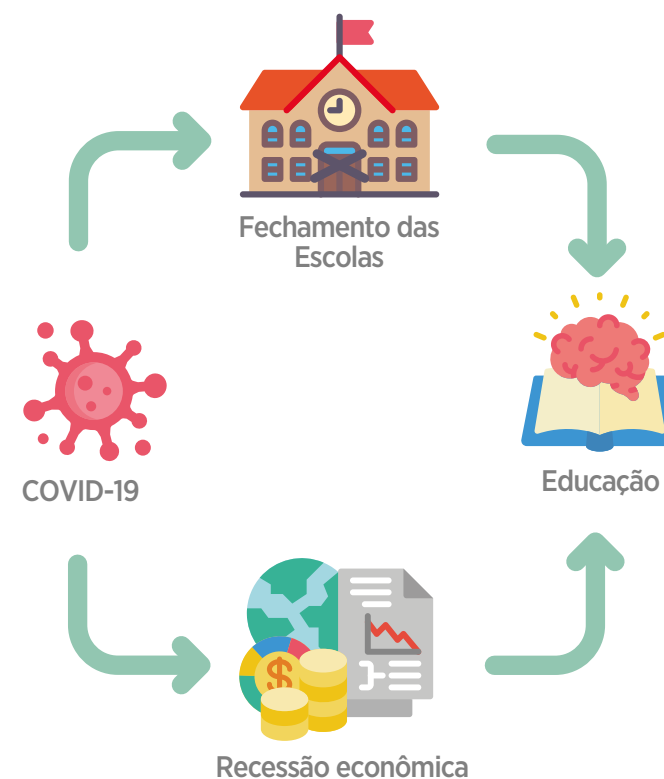 Fechamento das
Escolas
COVID-19
Educação
Recessão econômica